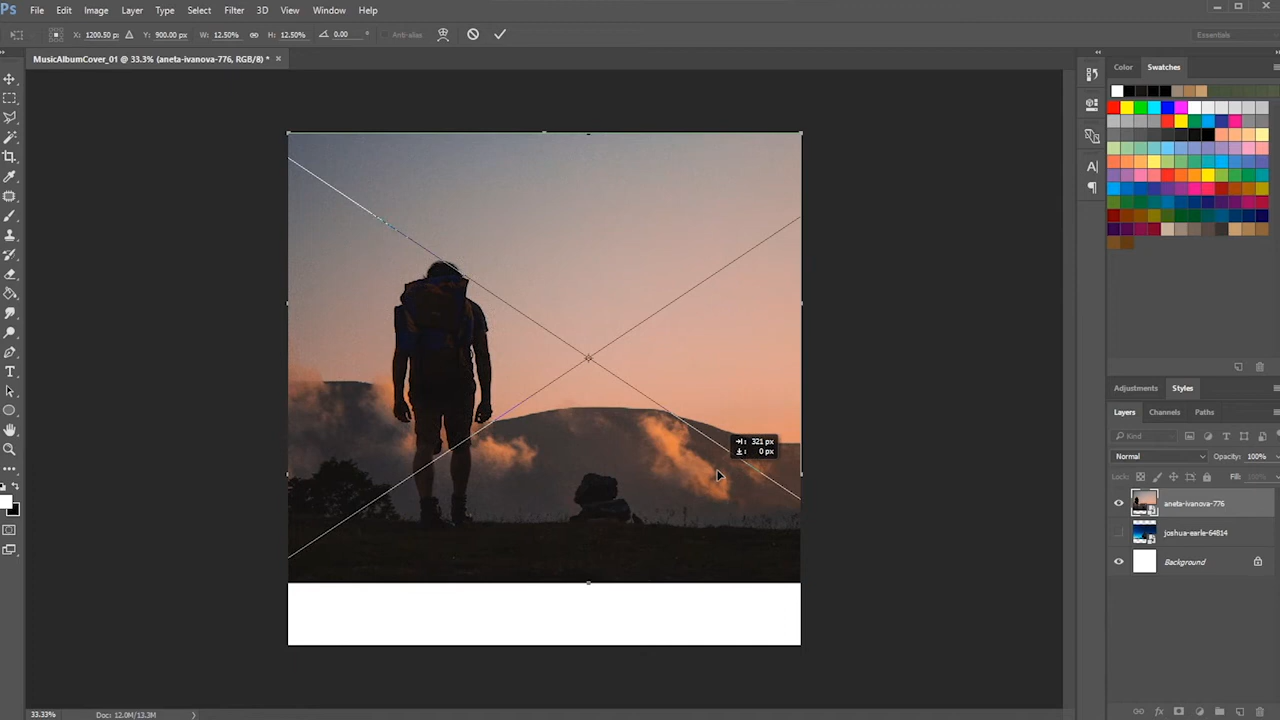 Ps File Edit Image Layer Type Select Filter 3D View Window Help
X: 1200.50 px Y: 900.00 px W: 12.50% H: 12.50% 0.00 ° Anti-alias Essentials
MusicAlbumCover_01 @ 33.3% (aneta-ivanova-776, RGB/8) * ×
Color Swatches
321 px
0 px
Adjustments Styles
Layers Channels Paths
Kind
Normal Opacity: 100%
Lock: Fill: 100%
aneta-ivanova-776
joshua-earle-64814
Background
33.33% Doc: 12.0M/13.3M